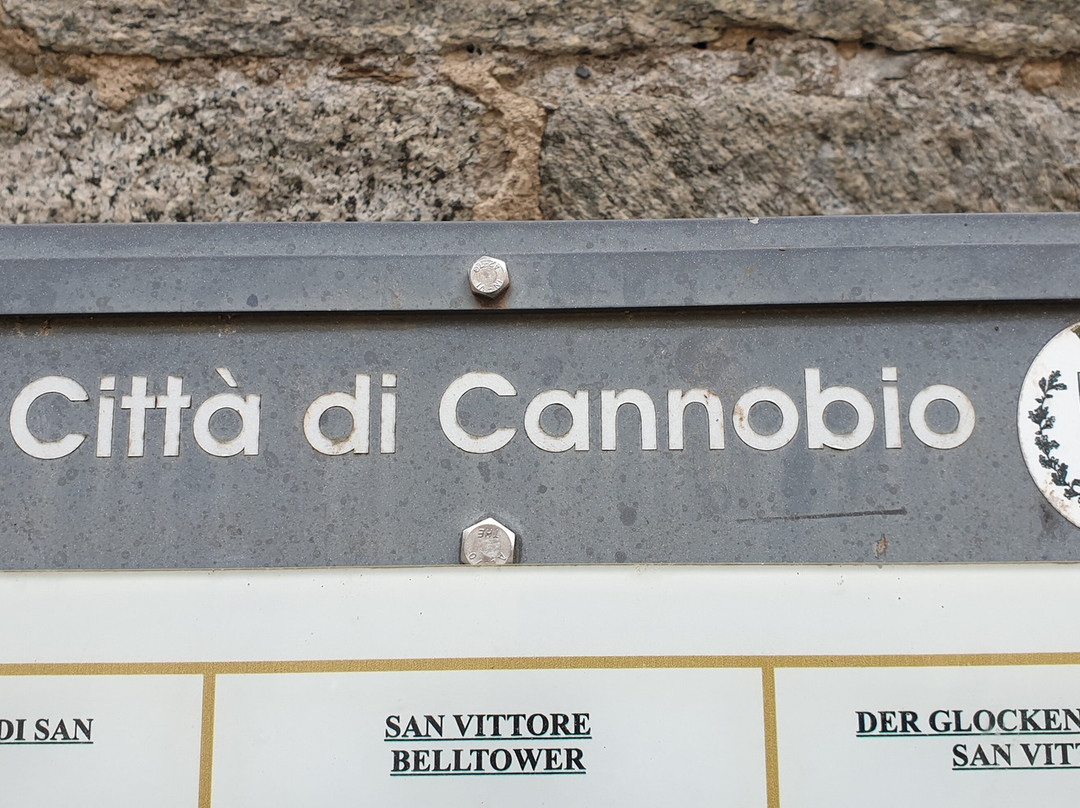 Città di Cannobio
DI SAN
SAN VITTORE
BELLTOWER
DER GLOCKEN
SAN VITT